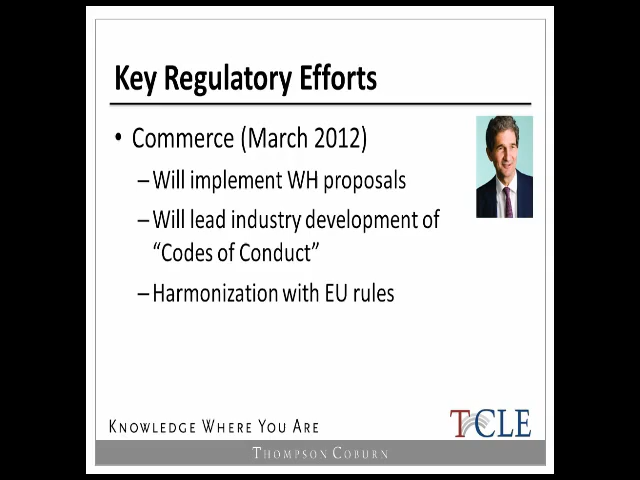 Key Regulatory Efforts
• Commerce (March 2012)
–Will implement WH proposals
–Will lead industry development of
“Codes of Conduct”
–Harmonization with EU rules
KNOWLEDGE WHERE YOU ARE
TCLE
THOMPSON COBURN